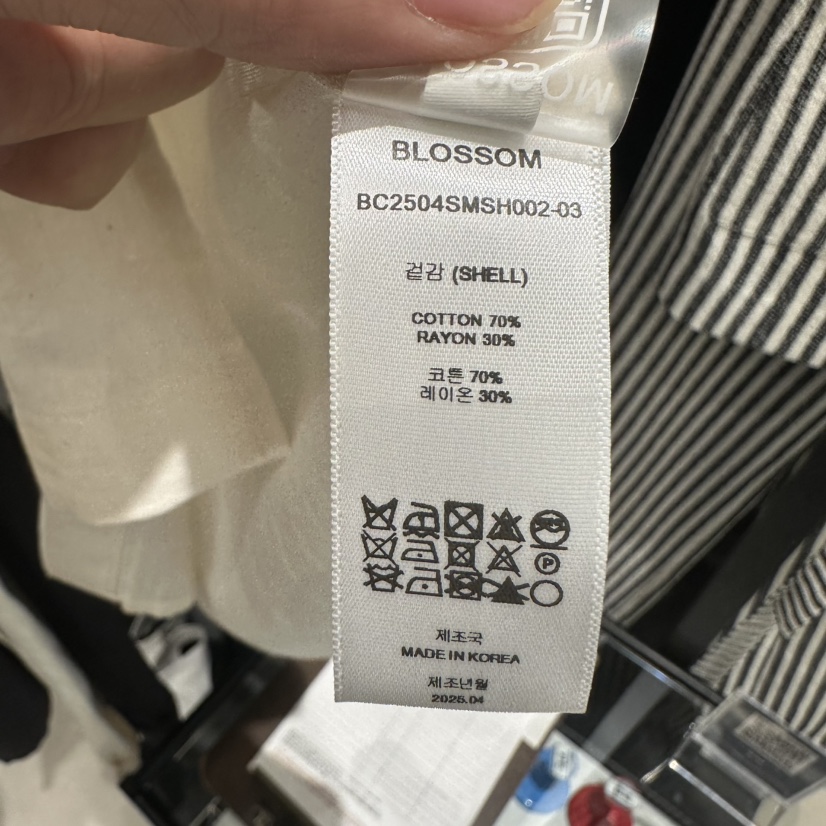 BLOSSOM
BC2504SMSH002-03
겉감 (SHELL)
COTTON 70%
RAYON 30%
코튼 70%
레이온 30%
P
제조국
MADE IN KOREA
제조년월
2025.04